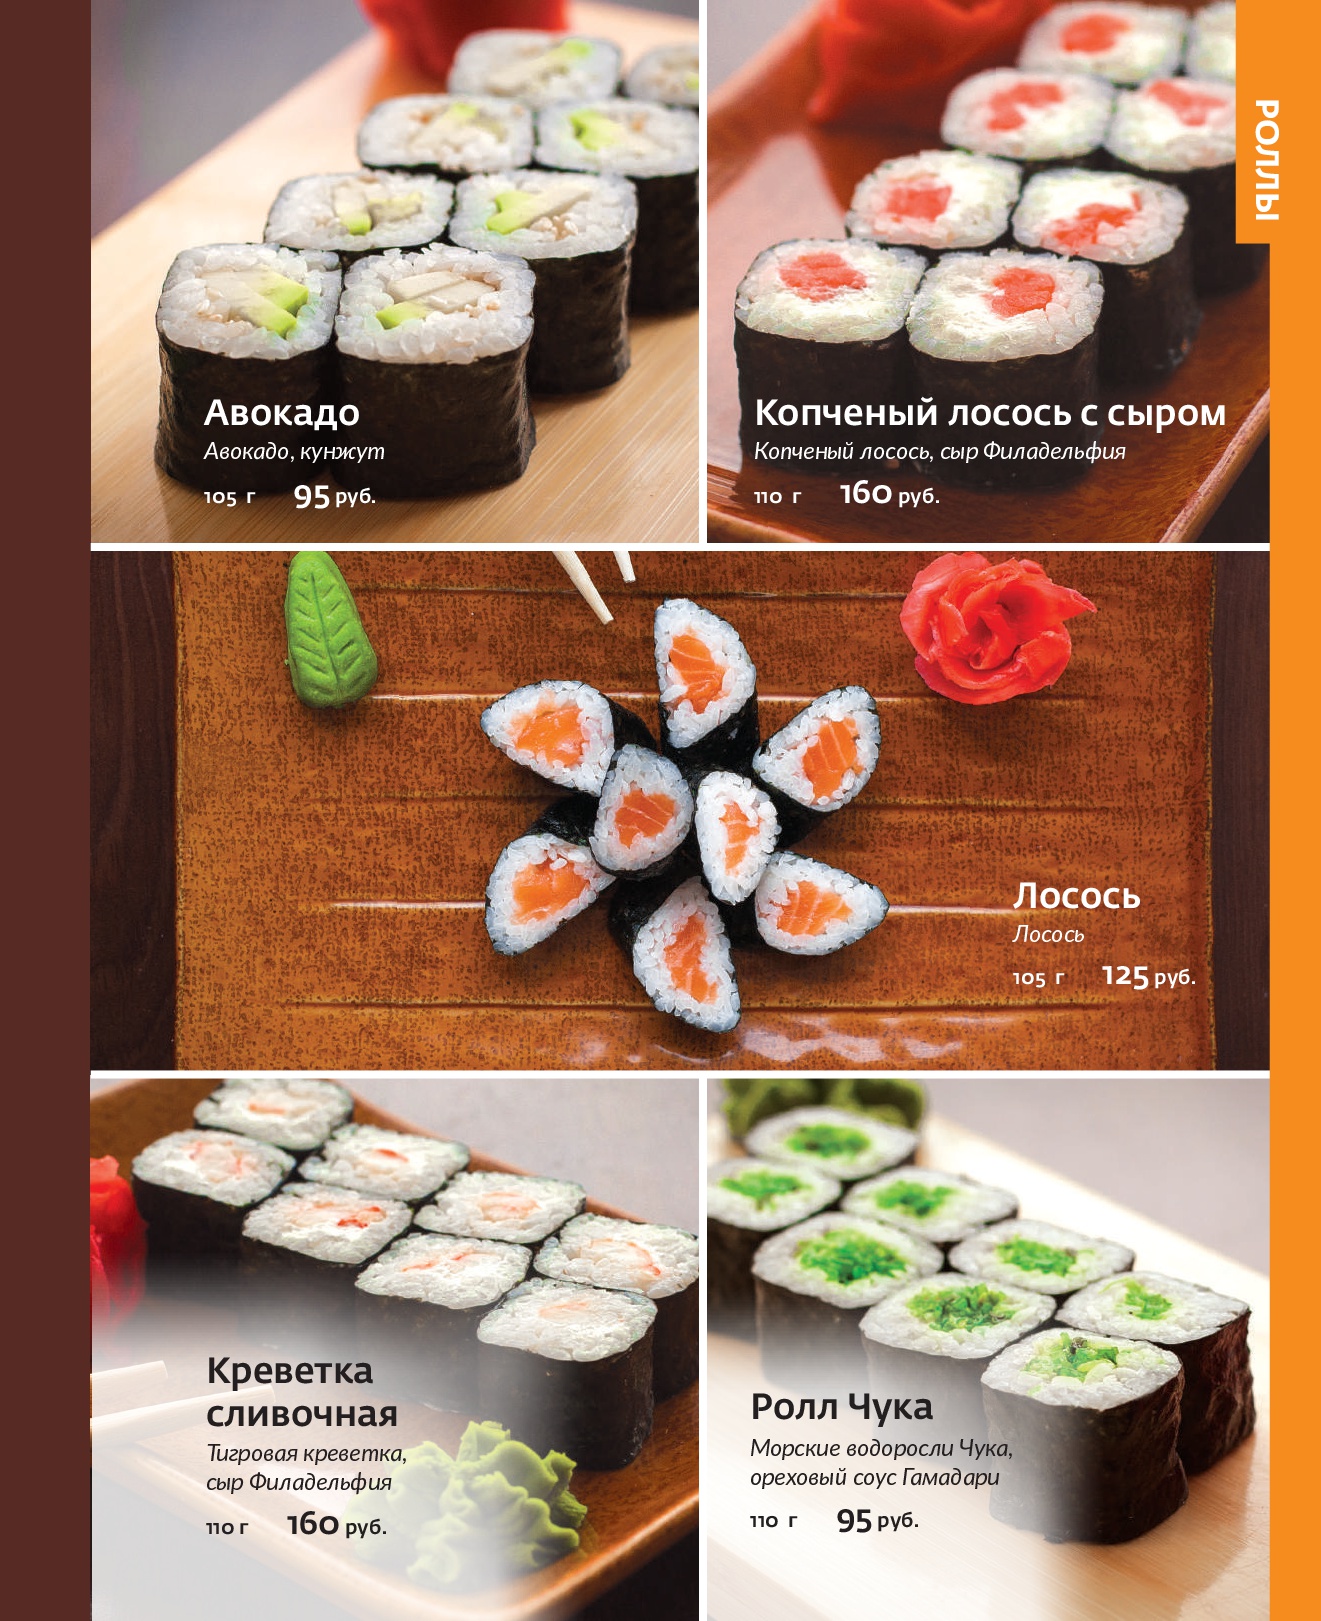 РОЛЛЫ
Авокадо
Авокадо, кунжут
105 г 95 руб.
Копченый лосось с сыром
Копченый лосось, сыр Филадельфия
110 г 160 руб.
Лосось
Лосось
105 г 125 руб.
Креветка
сливочная
Тигровая креветка,
сыр Филадельфия
110 г 160 руб.
Ролл Чука
Морские водоросли Чука,
ореховый соус Гамадари
110 г 95 руб.